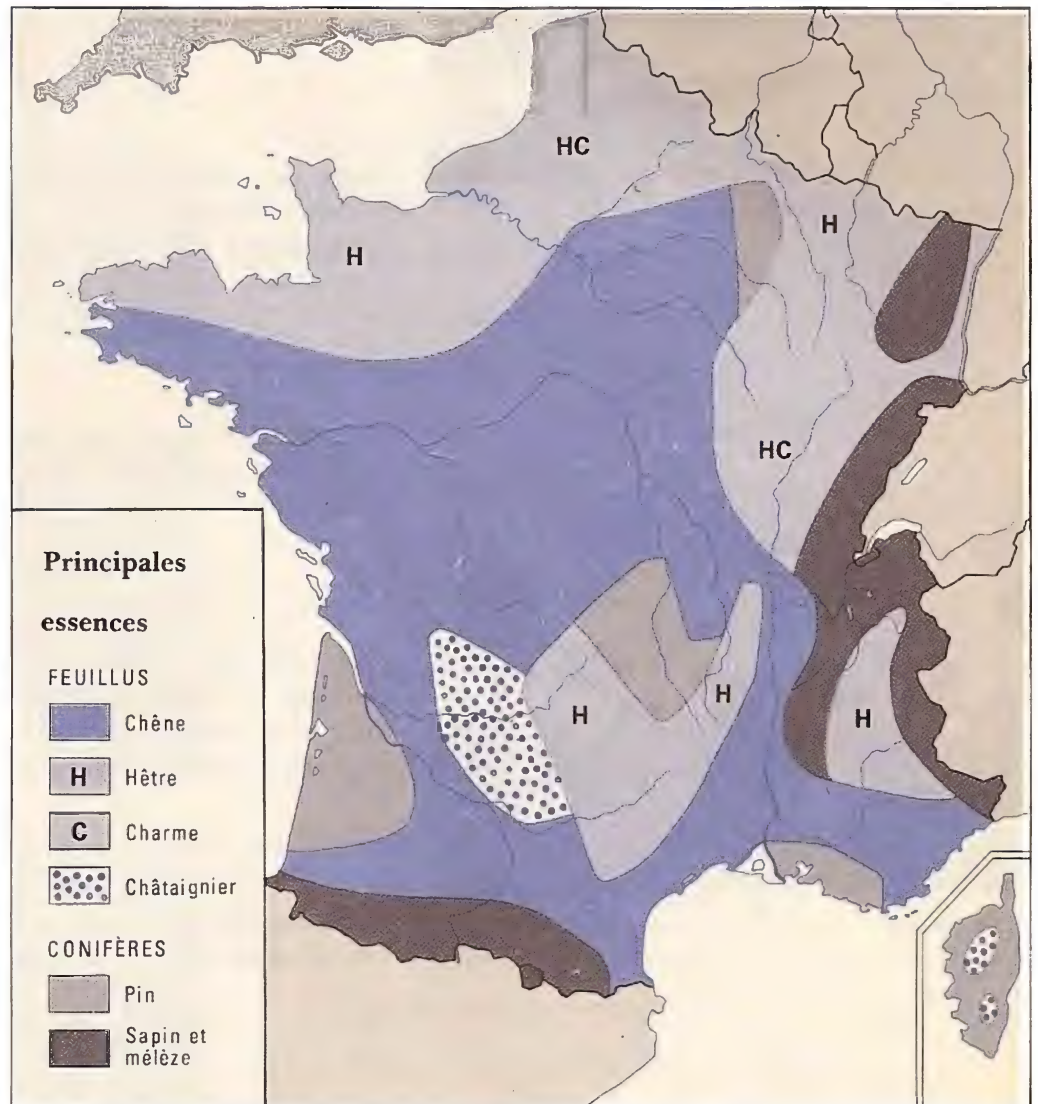 HC
H
H
HC
H
H
H
Principales
essences
FEUILLUS
Chêne
H Hêtre
C Charme
Châtaignier
CONIFÈRES
Pin
Sapin et
mélèze